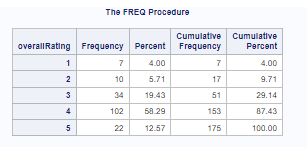 The FREQ Procedure
Cumulative Cumulative
overallRating Frequency Percent Frequency Percent
1 7 4.00 7 4.00
2 10 5.71 17 9.71
3 34 19.43 51 29.14
4 102 58.29 153 87.43
5 22 12.57 175 100.00